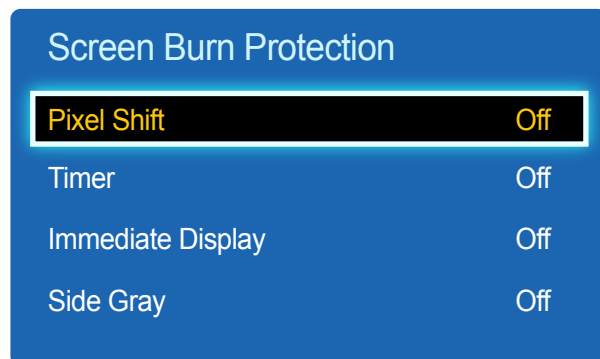 Screen Burn Protection
Pixel Shift Off
Timer Off
Immediate Display Off
Side Gray Off